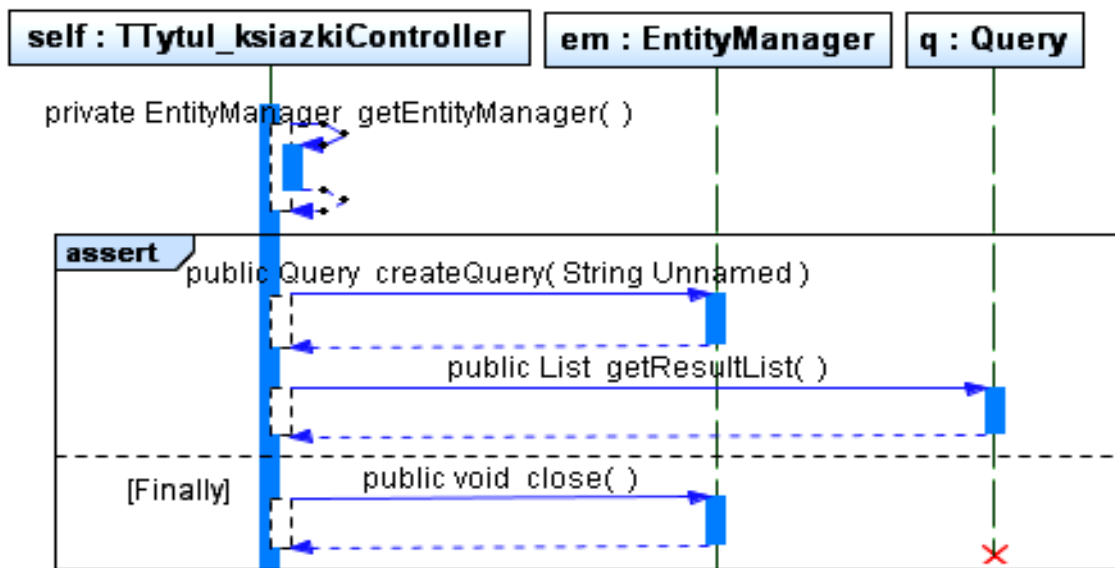 self : TTytul_ksiazkiController
em : EntityManager
q : Query
private EntityManager getEntityManager( )
assert
public Query createQuery( String Unnamed )
public List getResultList( )
[Finally]
public void close( )